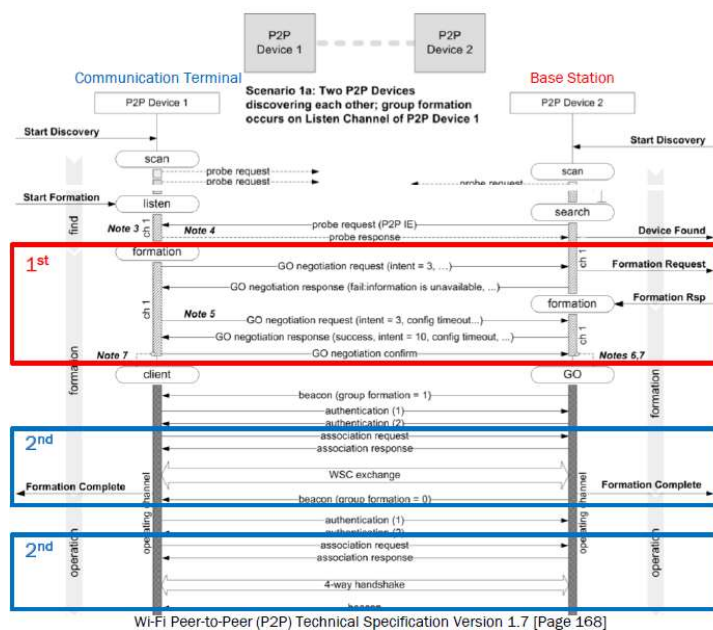 P2P
Device 1
P2P
Device 2
Communication Terminal
Base Station
Scenario 1a: Two P2P Devices
discovering each other; group formation
occurs on Listen Channel of P2P Device 1
P2P Device 1
P2P Device 2
Start Discovery
Start Discovery
scan
scan
probe request
probe request
probe request
Start Formation
listen
search
find
Note 3
ch 1
Note 4
probe request (P2P IE)
probe response
Device Found
1st
formation
ch 1
GO negotiation request (intent = 3, ...)
Formation Request
GO negotiation response (fail:information is unavailable, ...)
formation
Formation Rsp
ch 1
Note 5
GO negotiation request (intent = 3, config timeout...)
GO negotiation response (success, intent = 10, config timeout, ...)
ch 1
Note 7
GO negotiation confirm
Notes 6,7
client
GO
formation
formation
beacon (group formation = 1)
authentication (1)
authentication (2)
2nd
association request
association response
WSC exchange
Formation Complete
Formation Complete
beacon (group formation = 0)
operating channel
operating channel
authentication (1)
authentication (2)
2nd
association request
association response
operation
operation
4-way handshake
beacon
Wi-Fi Peer-to-Peer (P2P) Technical Specification Version 1.7 [Page 168]